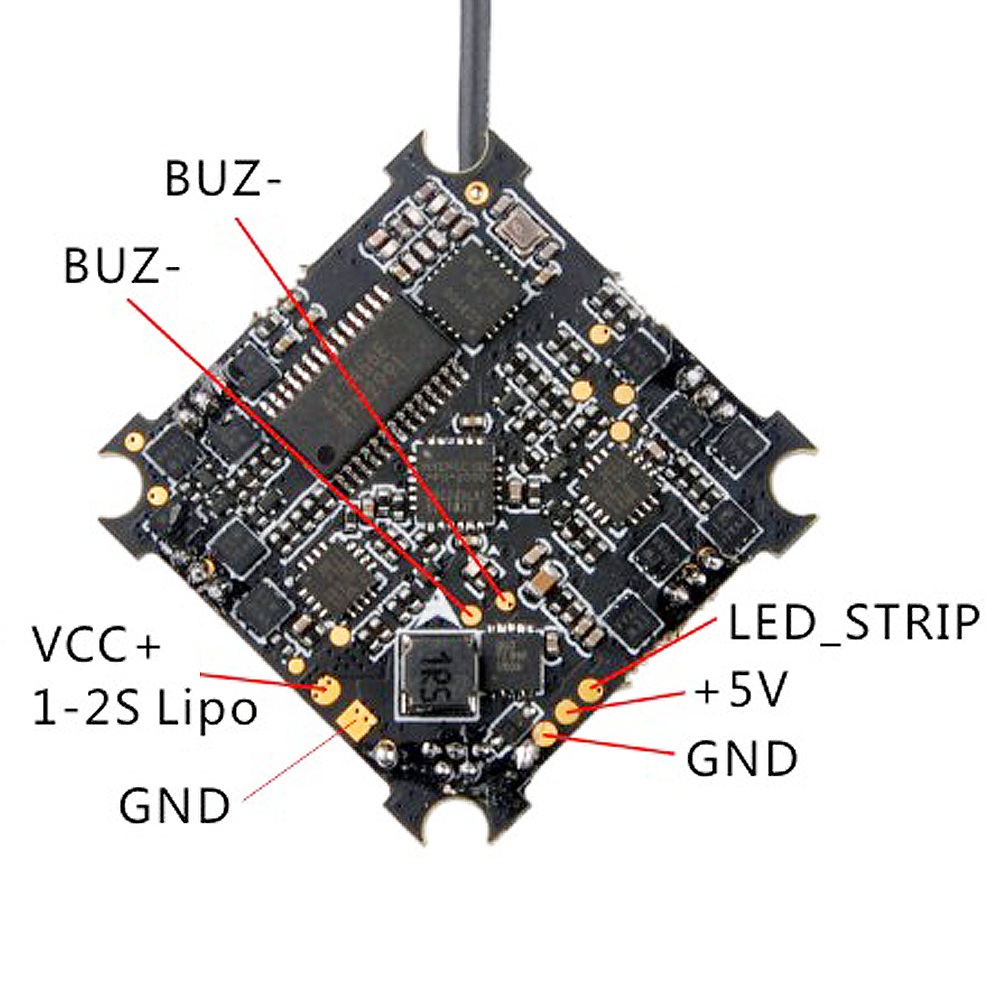 BUZ-
BUZ-
LED_STRIP
VCC+
+5V
1-2S Lipo
GND
GND
1R5